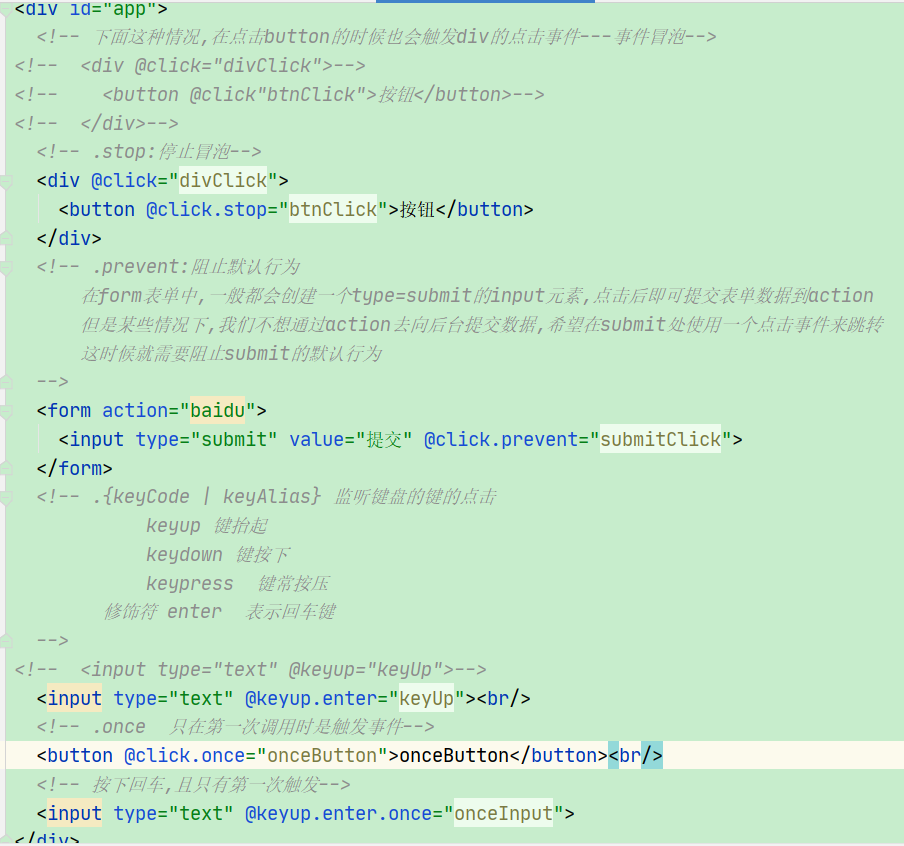 <div id="app">
<!-- 下面这种情况,在点击button的时候也会触发div的点击事件---事件冒泡-->
<!--  <div @click="divClick">-->
<!--    <button @click"btnClick">按钮</button>-->
<!--  </div>-->
<!-- .stop:停止冒泡-->
<div @click="divClick">
<button @click.stop="btnClick">按钮</button>
</div>
<!-- .prevent:阻止默认行为
在form表单中,一般都会创建一个type=submit的input元素,点击后即可提交表单数据到action
但是某些情况下,我们不想通过action去向后台提交数据,希望在submit处使用一个点击事件来跳转
这时候就需要阻止submit的默认行为
-->
<form action="baidu">
<input type="submit" value="提交" @click.prevent="submitClick">
</form>
<!-- .{keyCode | keyAlias} 监听键盘的键的点击
keyup 键抬起
keydown 键按下
keypress  键常按压
修饰符 enter  表示回车键
-->
<!--  <input type="text" @keyup="keyUp">-->
<input type="text" @keyup.enter="keyUp"><br/>
<!-- .once  只在第一次调用时是触发事件-->
<button @click.once="onceButton">onceButton</button><br/>
<!-- 按下回车,且只有第一次触发-->
<input type="text" @keyup.enter.once="onceInput">
</div>